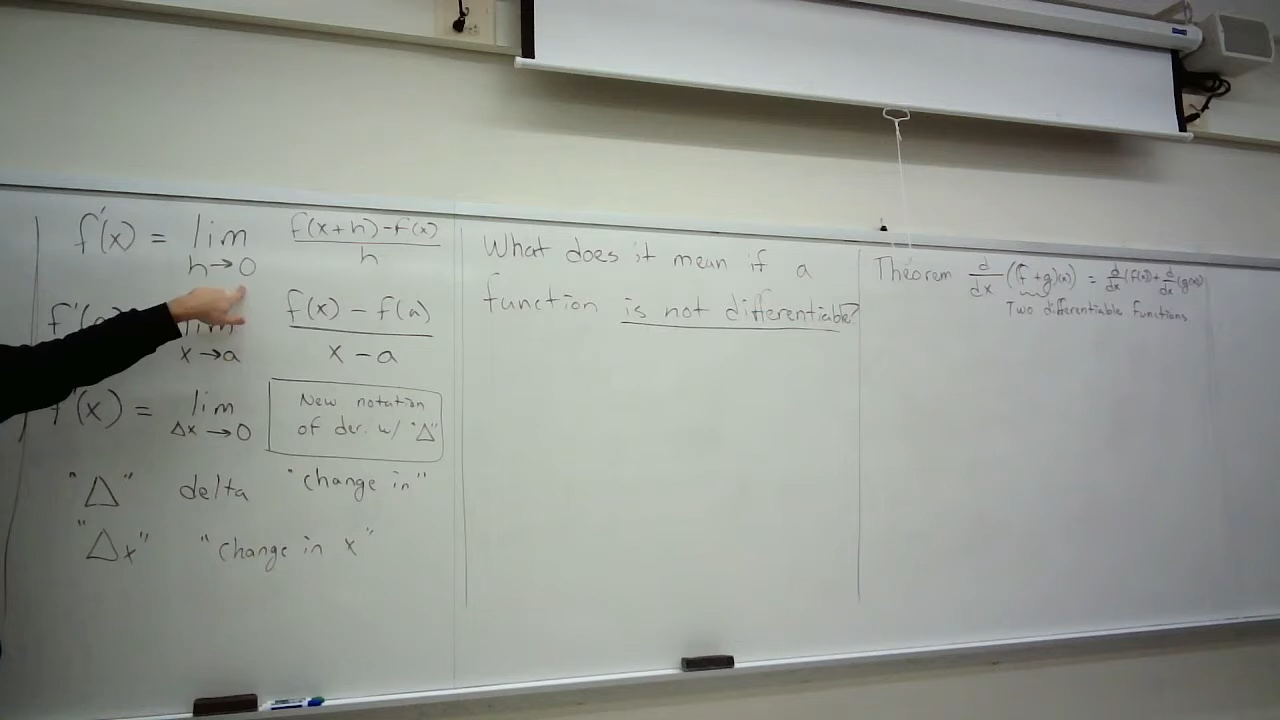 f'(x) = lim h→0 f(x+h)-f(x) / h
lim x→a f(x) - f(a) / x - a
f'(x) = lim Δx→0
New notation
of der. w/ "Δ"
"Δ" delta "change in"
"Δx" "change in x"
What does it mean if a
function is not differentiable?
Theorem d/dx (f+g)(x) = d/dx (f(x)) + d/dx (g(x))
Two differentiable functions